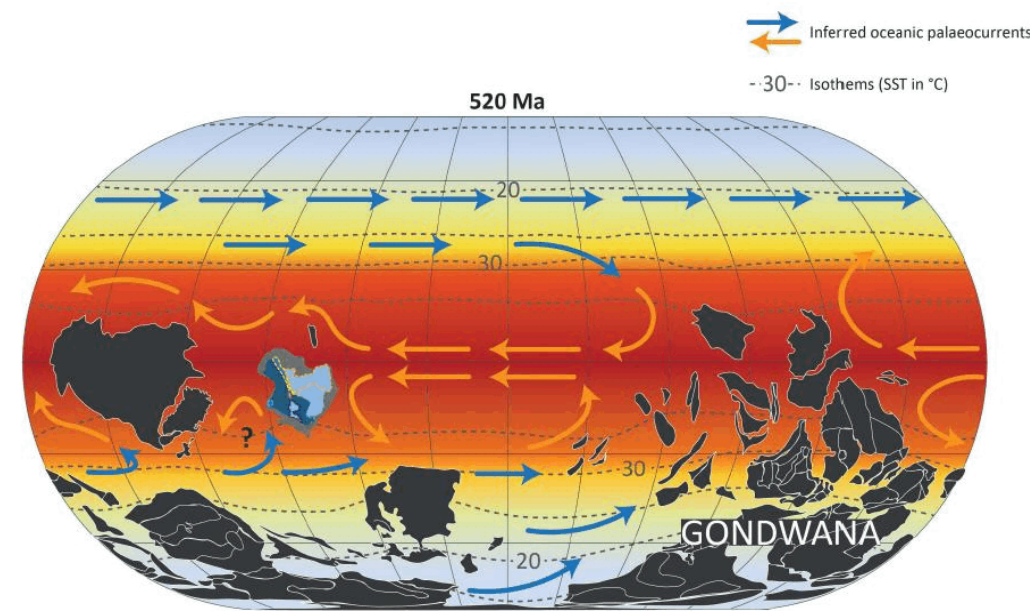 Inferred oceanic palaeocurrents
-30- Isothems (SST in °C)
520 Ma
20
30
?
30
GONDWANA
20